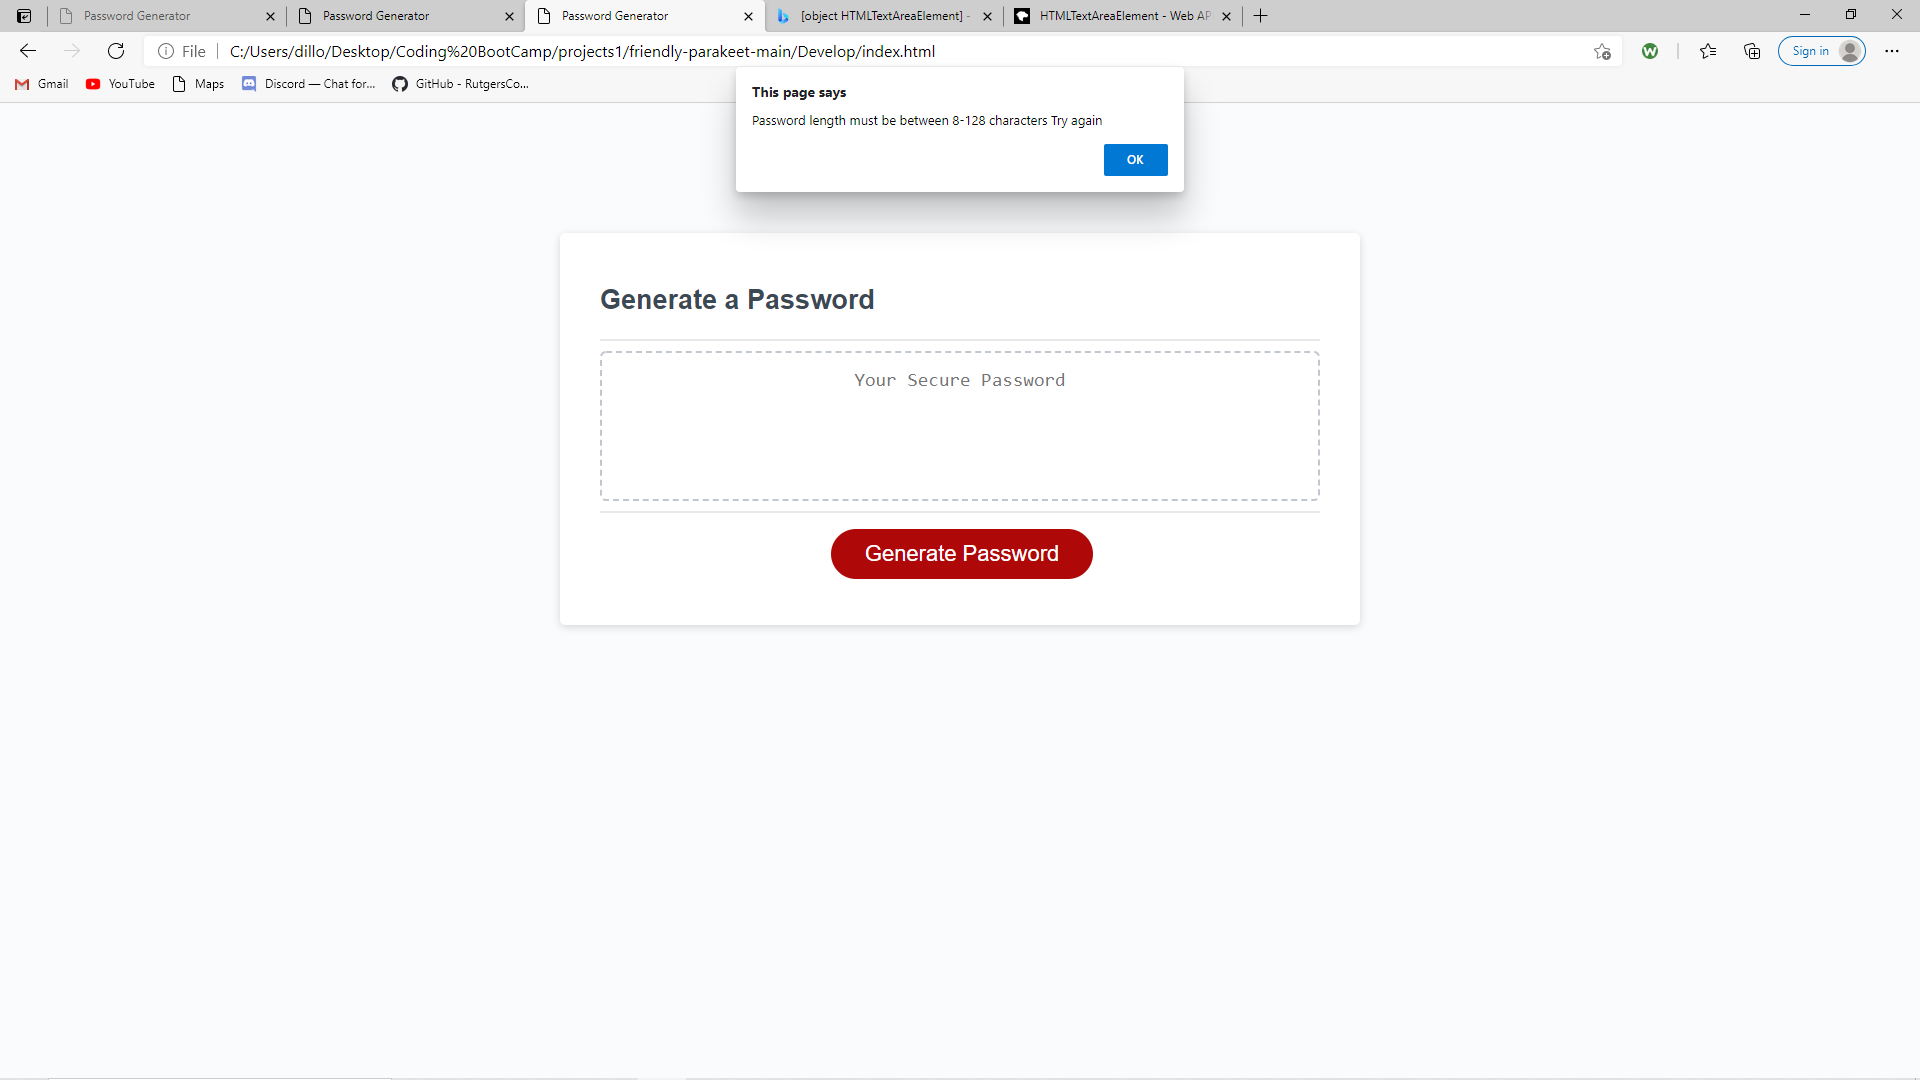 Password Generator
Password Generator
Password Generator
[object HTMLTextAreaElement] -
HTMLTextAreaElement - Web AP
File
C:/Users/dillo/Desktop/Coding%20BootCamp/projects1/friendly-parakeet-main/Develop/index.html
W
Sign in
Gmail
YouTube
Maps
Discord — Chat for...
GitHub - RutgersCo...
This page says
Password length must be between 8-128 characters Try again
OK
Generate a Password
Your Secure Password
Generate Password